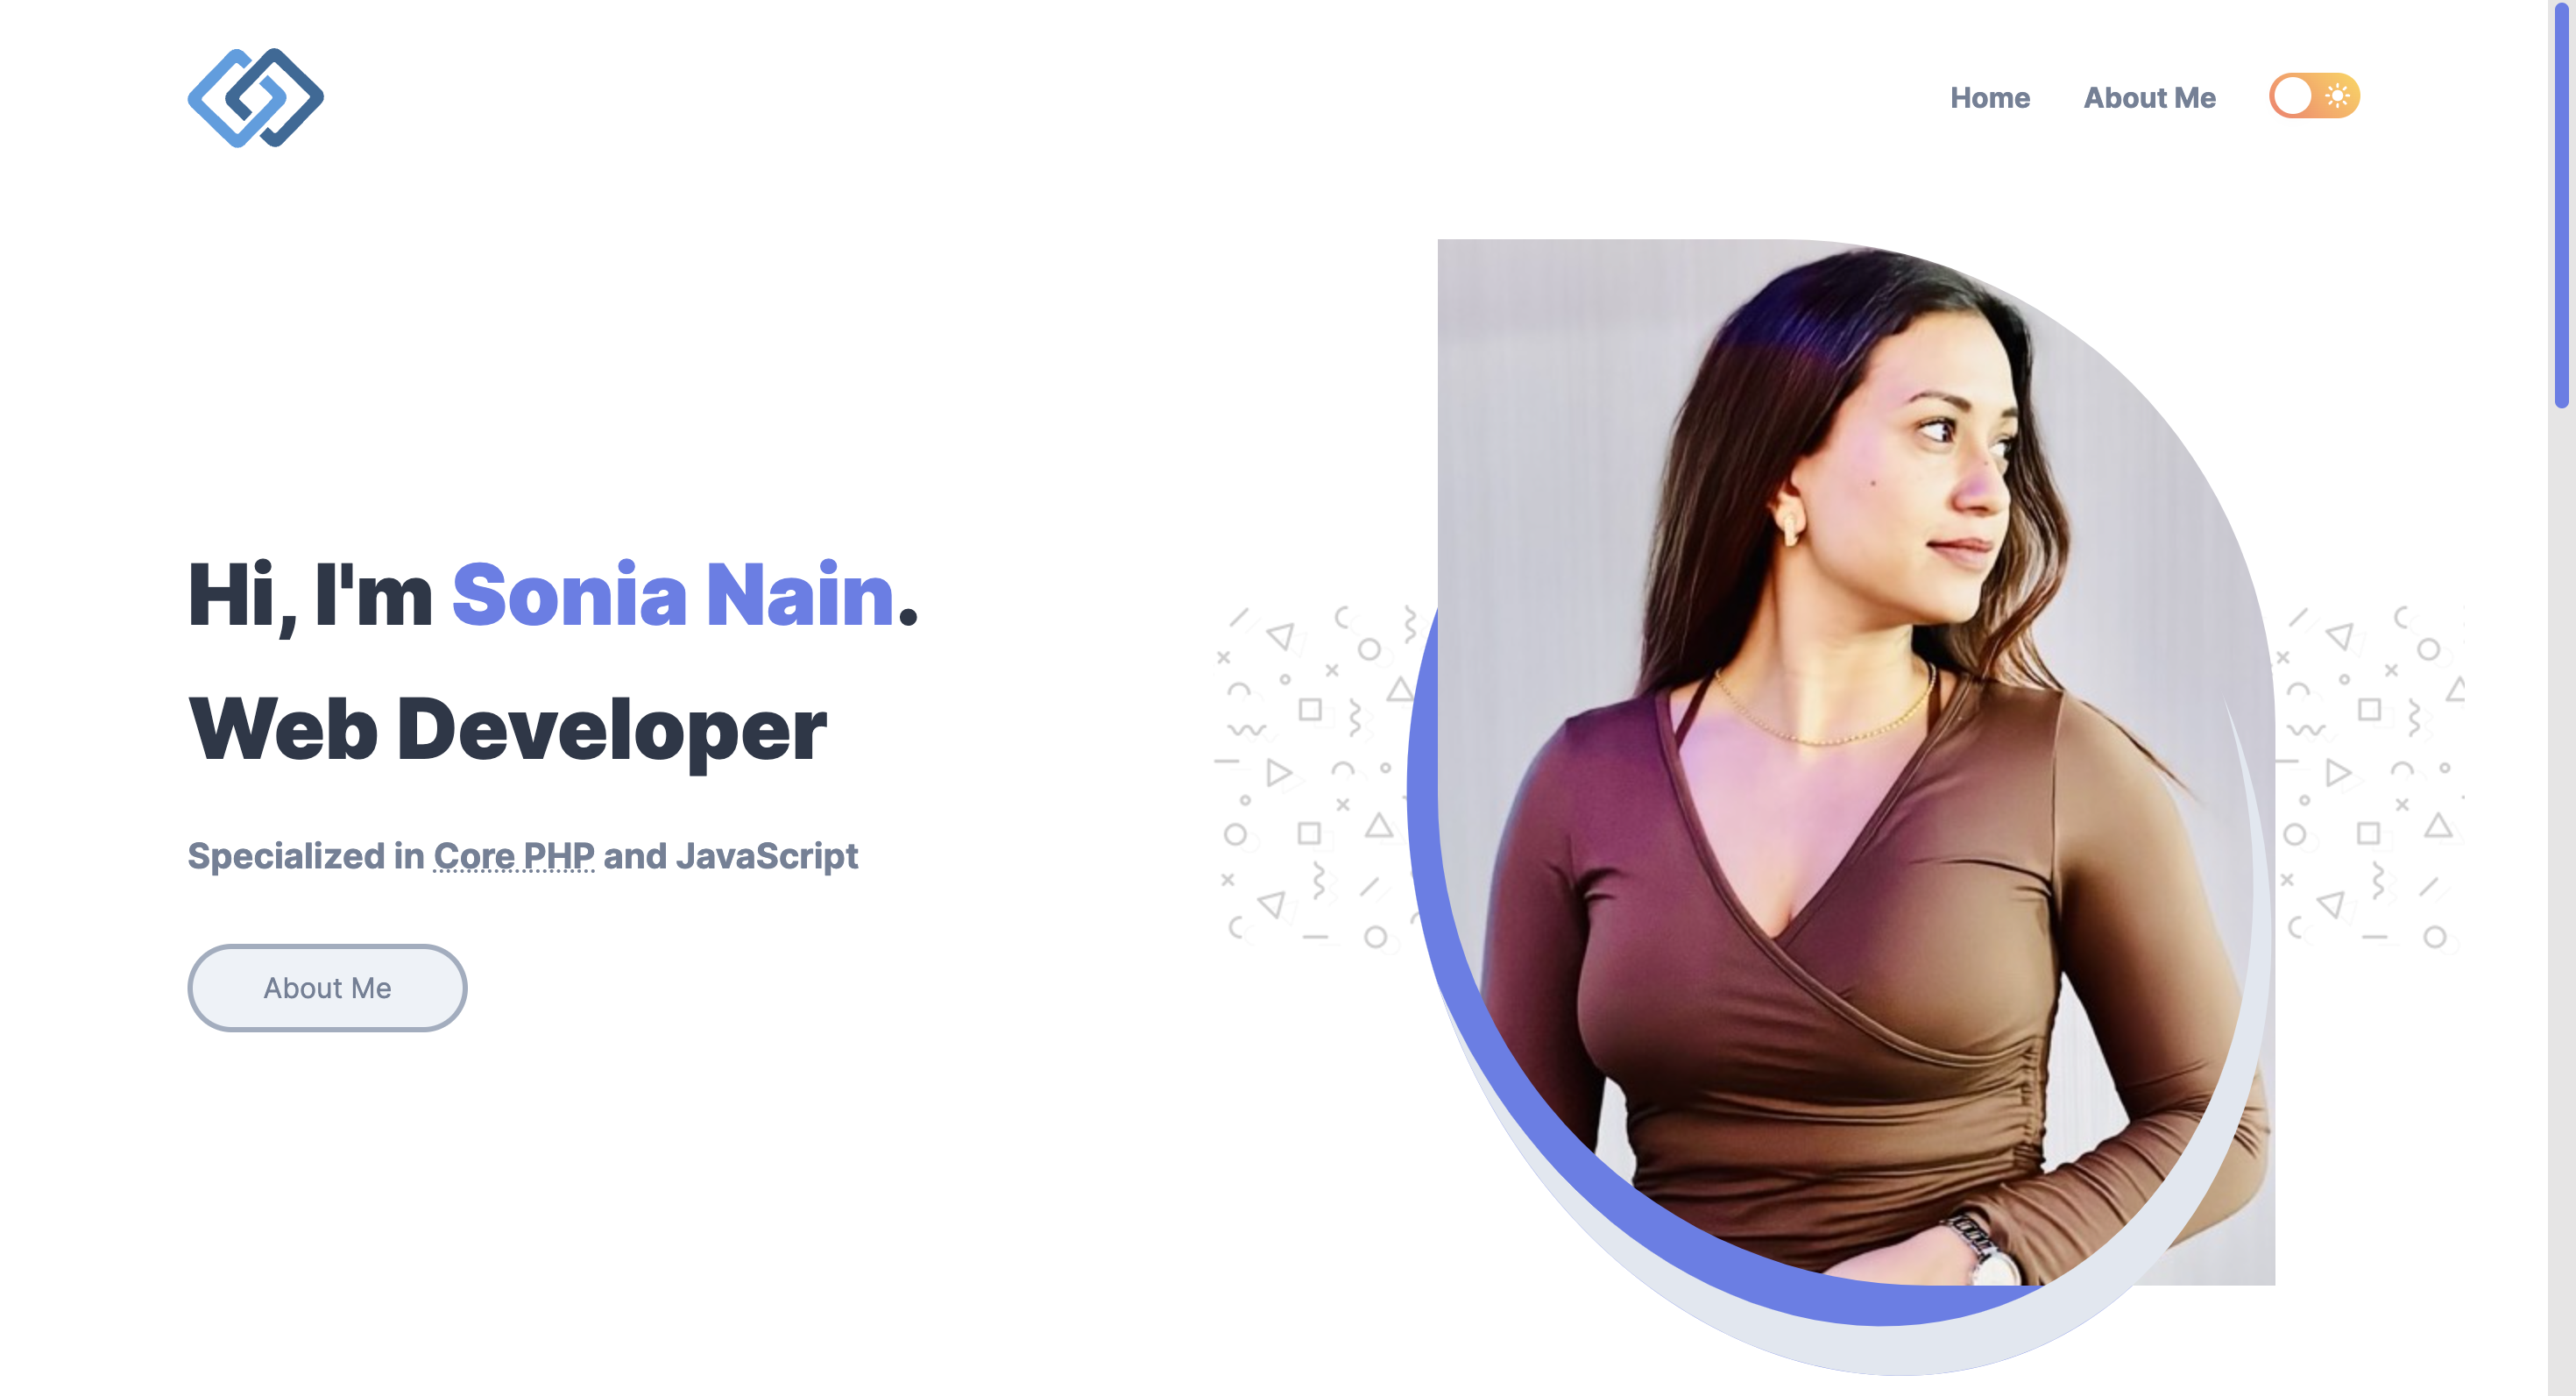 Home
About Me
Hi, I'm Sonia Nain.
Web Developer
Specialized in Core PHP and JavaScript
About Me